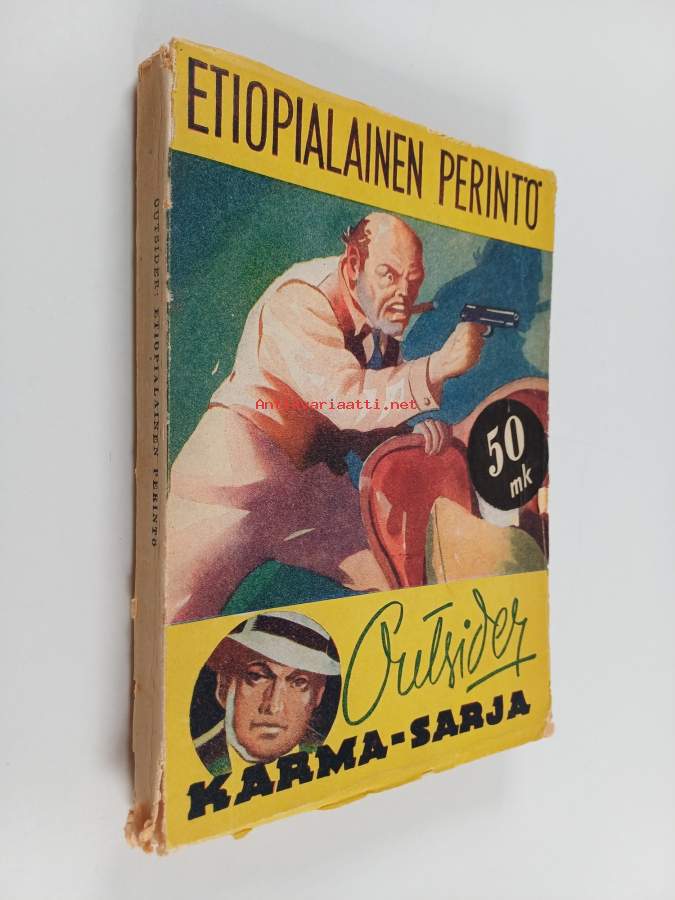 ETIOPIALAINEN PERINTÖ
50
mk
Outsider
KARMA-SARJA
OUTSIDER: ETIOPIALAINEN PERINTÖ
Antikvariaatti.net